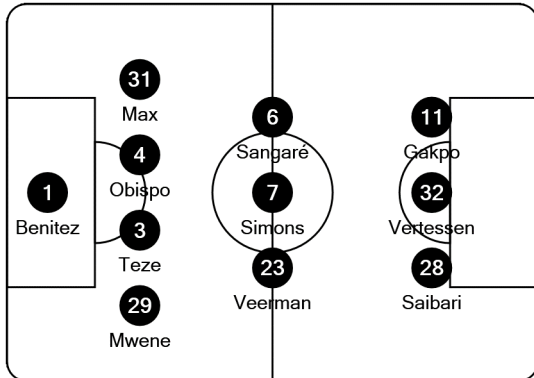 31
Max
6
Sangaré
11
Gakpo
4
Obispo
1
Benitez
7
Simons
32
Vertessen
3
Teze
23
Veerman
28
Saibari
29
Mwene